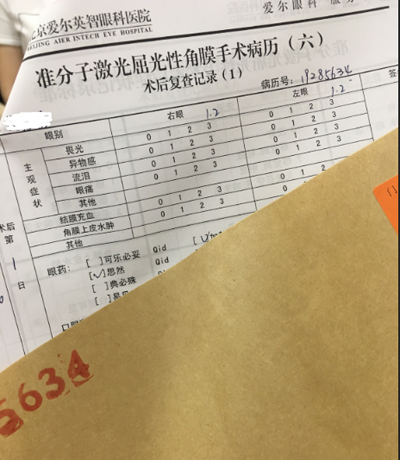 北京爱尔英智眼科医院
爱尔眼科
BEIJING AIER INTECH EYE HOSPITAL
准分子激光屈光性角膜手术病历（六）
术后复查记录（1）
病历号：19285634
眼别 右眼 1.2 左眼 1.2
主观症状
畏光 0 1 2 3 0 1 2 3
异物感 0 1 2 3 0 1 2 3
流泪 0 1 2 3 0 1 2 3
眼痛 0 1 2 3 0 1 2 3
其他
结膜充血 0 1 2 3 0 1 2 3
角膜上皮水肿 0 1 2 3 0 1 2 3
其他
术后第1日
眼药：[ ]可乐必妥 Qid
[√]思然 Qid
[ ]典必殊
5634